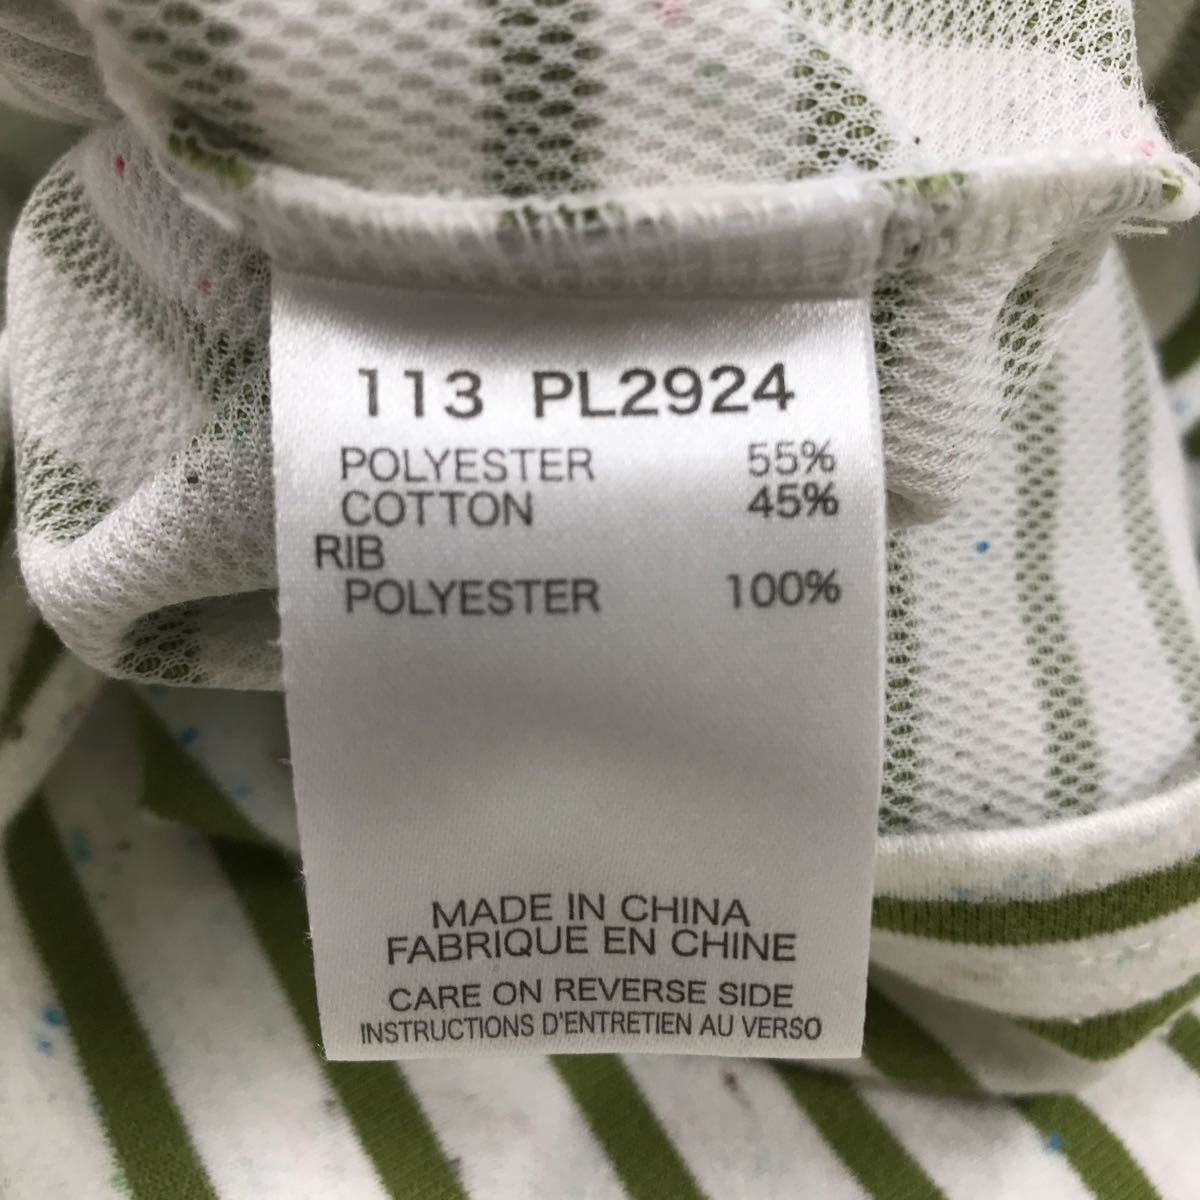 113 PL2924
POLYESTER 55%
COTTON 45%
RIB
POLYESTER 100%
MADE IN CHINA
FABRIQUE EN CHINE
CARE ON REVERSE SIDE
INSTRUCTIONS D'ENTRETIEN AU VERSO